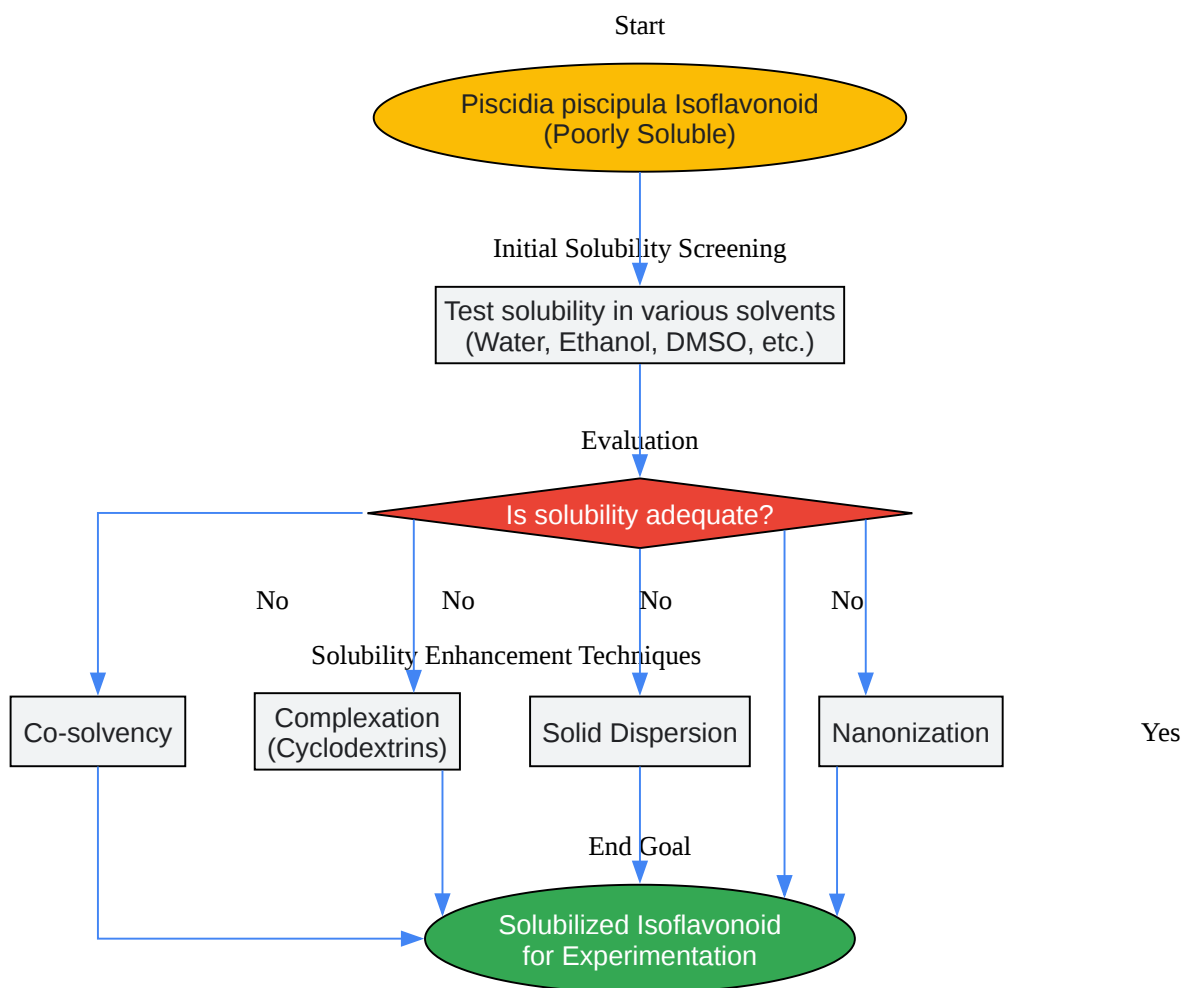 Start
Piscidia piscipula Isoflavonoid
(Poorly Soluble)
Initial Solubility Screening
Test solubility in various solvents
(Water, Ethanol, DMSO, etc.)
Evaluation
Is solubility adequate?
No
No
No
No
Solubility Enhancement Techniques
Co-solvency
Complexation
(Cyclodextrins)
Solid Dispersion
Nanonization
Yes
End Goal
Solubilized Isoflavonoid
for Experimentation